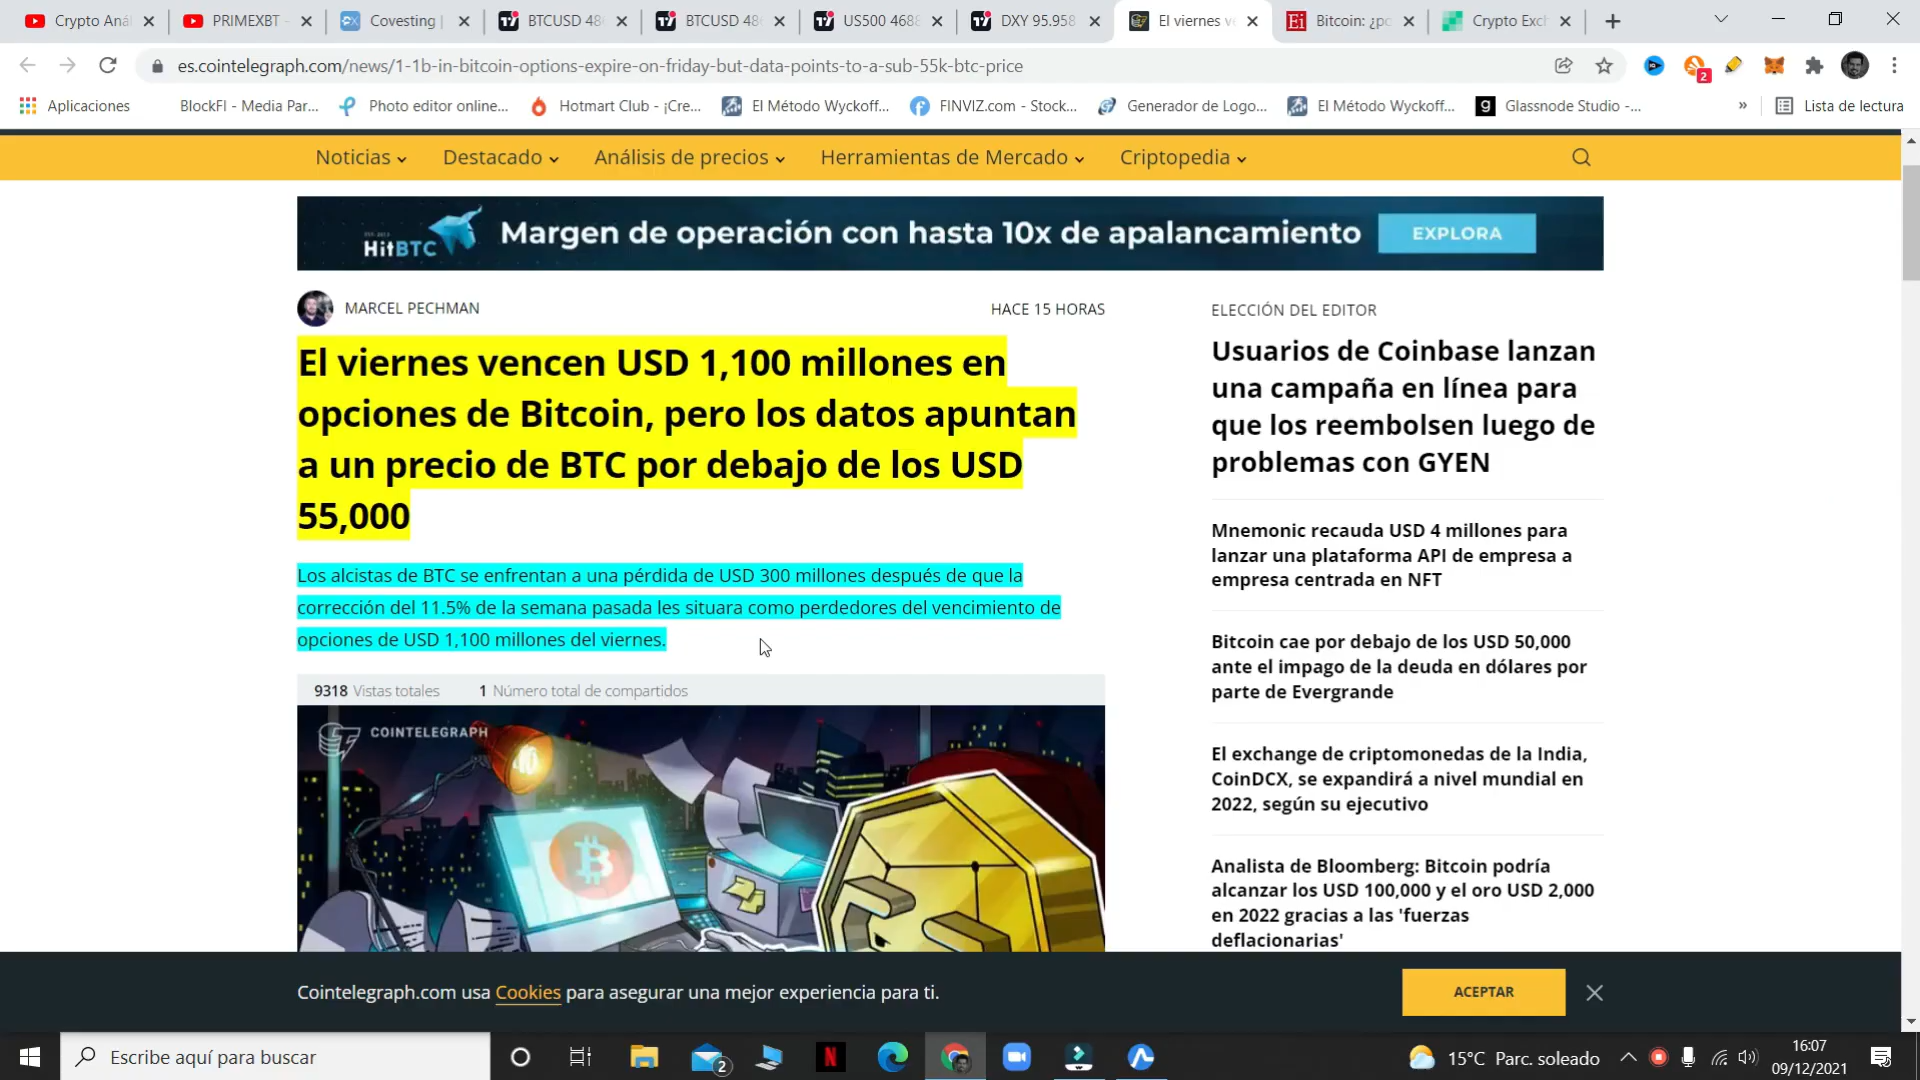 Crypto Aná
PRIMEXBT -
Covesting |
BTCUSD 48
BTCUSD 48
US500 4688
DXY 95.958
El viernes v
Bitcoin: ¿po
Crypto Exc
es.cointelegraph.com/news/1-1b-in-bitcoin-options-expire-on-friday-but-data-points-to-a-sub-55k-btc-price
2
Aplicaciones
BlockFI - Media Par...
Photo editor online...
Hotmart Club - ¡Cre...
El Método Wyckoff...
FINVIZ.com - Stock...
Generador de Logo...
El Método Wyckoff...
Glassnode Studio -...
»
Lista de lectura
Noticias
Destacado
Análisis de precios
Herramientas de Mercado
Criptopedia
HitBTC
Margen de operación con hasta 10x de apalancamiento
EXPLORA
MARCEL PECHMAN
HACE 15 HORAS
El viernes vencen USD 1,100 millones en
opciones de Bitcoin, pero los datos apuntan
a un precio de BTC por debajo de los USD
55,000
Los alcistas de BTC se enfrentan a una pérdida de USD 300 millones después de que la
corrección del 11.5% de la semana pasada les situara como perdedores del vencimiento de
opciones de USD 1,100 millones del viernes.
9318 Vistas totales
1 Número total de compartidos
COINTELEGRAPH
ELECCIÓN DEL EDITOR
Usuarios de Coinbase lanzan
una campaña en línea para
que los reembolsen luego de
problemas con GYEN
Mnemonic recauda USD 4 millones para
lanzar una plataforma API de empresa a
empresa centrada en NFT
Bitcoin cae por debajo de los USD 50,000
ante el impago de la deuda en dólares por
parte de Evergrande
El exchange de criptomonedas de la India,
CoinDCX, se expandirá a nivel mundial en
2022, según su ejecutivo
Analista de Bloomberg: Bitcoin podría
alcanzar los USD 100,000 y el oro USD 2,000
en 2022 gracias a las 'fuerzas
deflacionarias'
Cointelegraph.com usa Cookies para asegurar una mejor experiencia para ti.
ACEPTAR
Escribe aquí para buscar
2
15°C Parc. soleado
16:07
09/12/2021